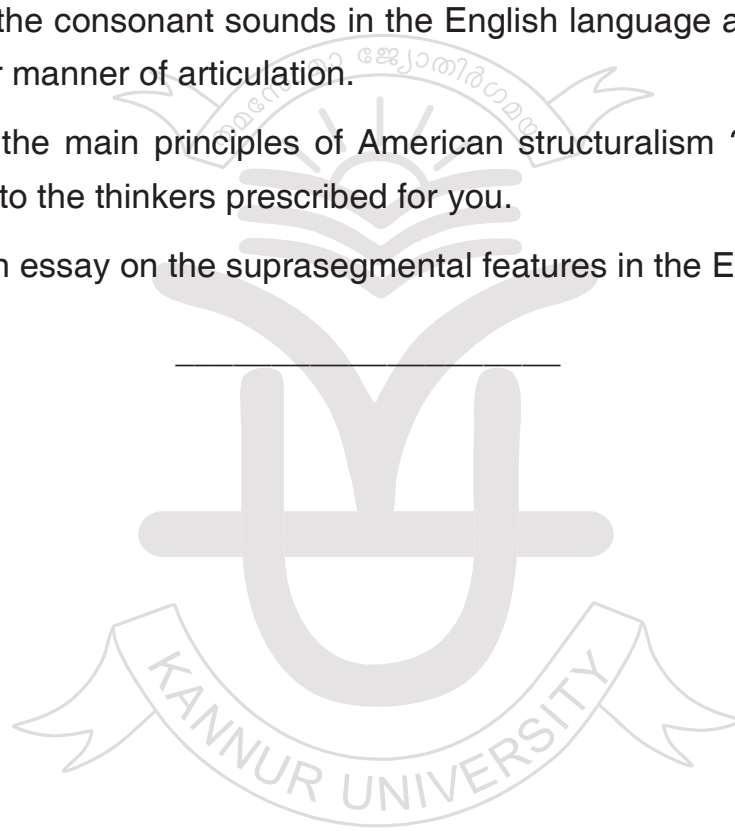 the consonant sounds in the English language a
r manner of articulation.
the main principles of American structuralism ?
to the thinkers prescribed for you.
n essay on the suprasegmental features in the E
KANNUR UNIVERSITY